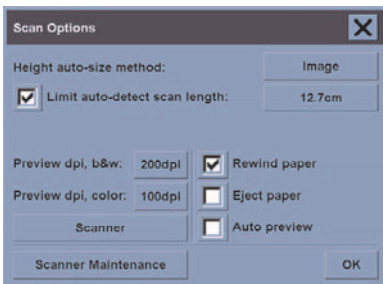 Scan Options
Height auto-size method: Image
Limit auto-detect scan length: 12.7cm
Preview dpi, b&w: 200dpi Rewind paper
Preview dpi, color: 100dpi Eject paper
Scanner Auto preview
Scanner Maintenance OK